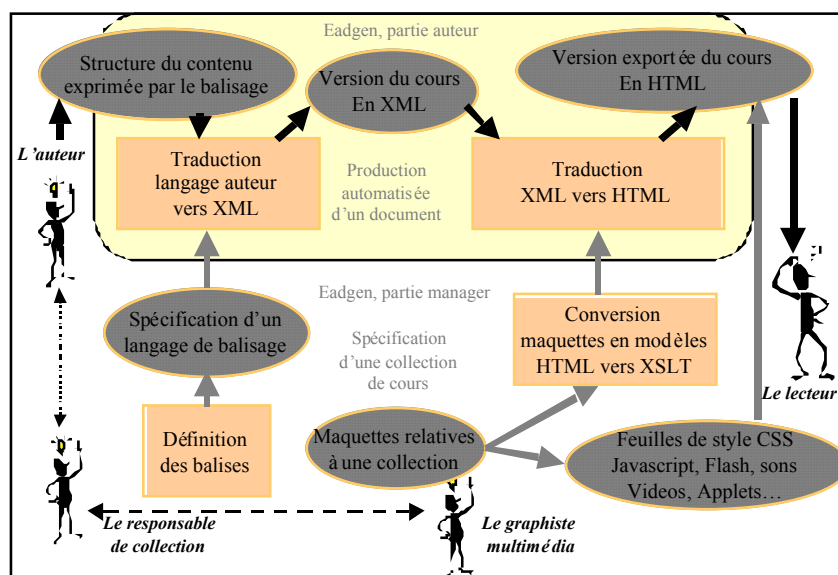 Eadgen, partie auteur
Structure du contenu
exprimée par le balisage
Version du cours
En XML
Version exportée du cours
En HTML
L'auteur
Traduction
langage auteur
vers XML
Production
automatisée
d'un document
Traduction
XML vers HTML
Eadgen, partie manager
Spécification d'un
langage de balisage
Spécification
d'une collection
de cours
Conversion
maquettes en modèles
HTML vers XSLT
Le lecteur
Définition
des balises
Maquettes relatives
à une collection
Feuilles de style CSS
Javascript, Flash, sons
Videos, Applets…
Le responsable
de collection
Le graphiste
multimédia